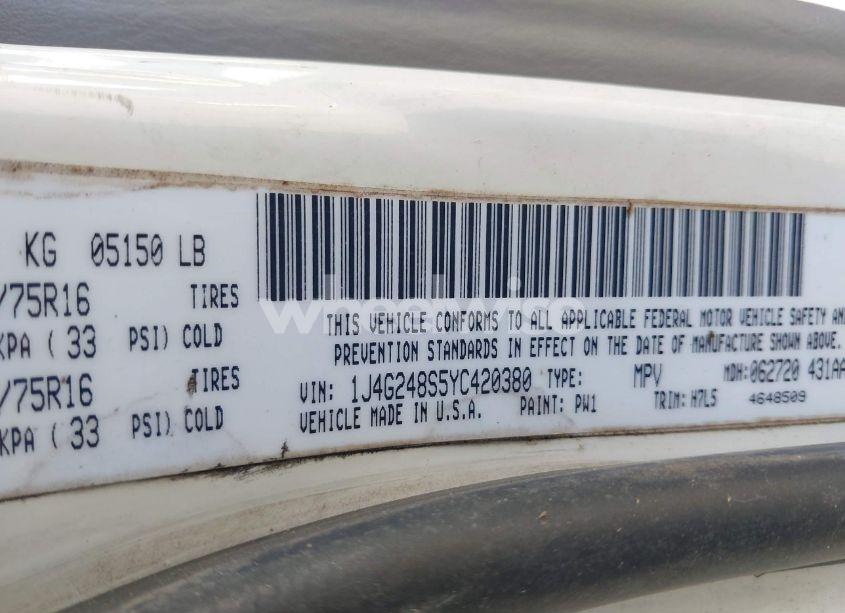 KG 05150 LB
/75R16 TIRES
KPA ( 33 PSI) COLD
/75R16 TIRES
KPA ( 33 PSI) COLD
wheelwise
THIS VEHICLE CONFORMS TO ALL APPLICABLE FEDERAL MOTOR VEHICLE SAFETY AN
PREVENTION STANDARDS IN EFFECT ON THE DATE OF MANUFACTURE SHOWN ABOVE.
VIN: 1J4G248S5YC420380 TYPE: MPV MDH: 062720 431AA
VEHICLE MADE IN U.S.A. PAINT: PW1 TRIM: H7L5 4648509